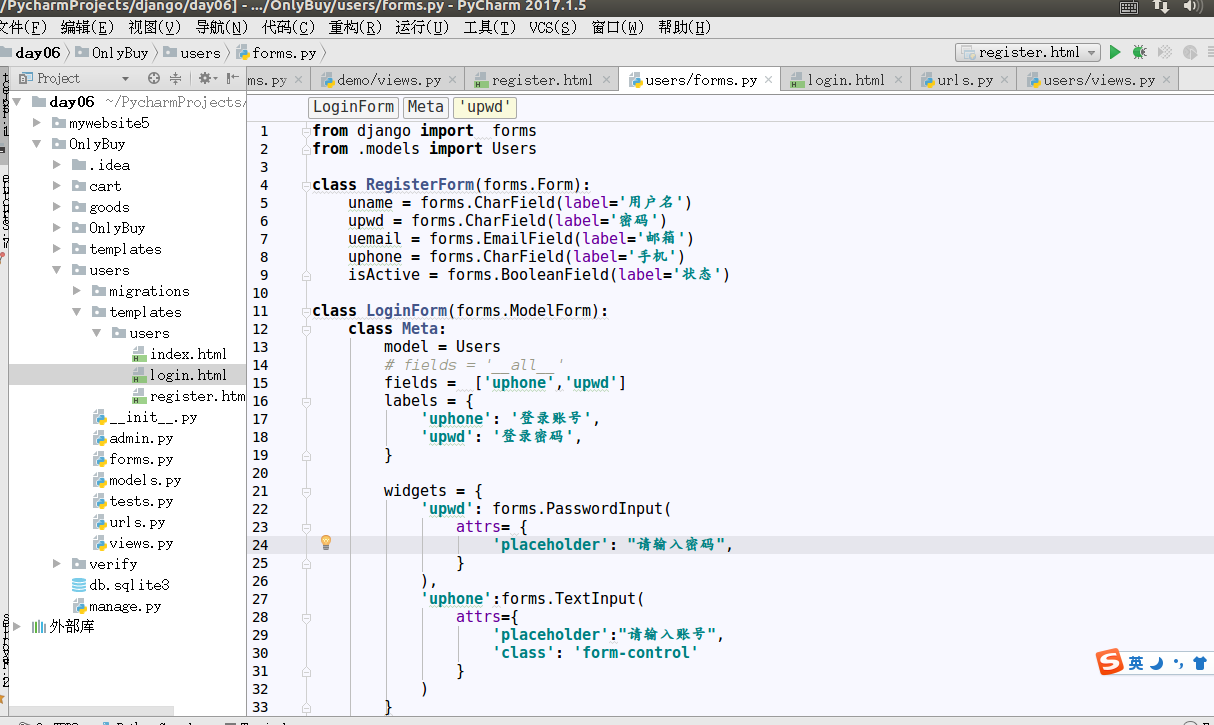 /PycharmProjects/django/day06] - .../OnlyBuy/users/forms.py - PyCharm 2017.1.5
文件(F) 编辑(E) 视图(V) 导航(N) 代码(C) 重构(R) 运行(U) 工具(T) VCS(S) 窗口(W) 帮助(H)
day06 OnlyBuy users forms.py register.html
Project
ms.py demo/views.py register.html users/forms.py login.html urls.py users/views.py
day06 ~/PycharmProjects/
mywebsite5
OnlyBuy
.idea
cart
goods
OnlyBuy
templates
users
migrations
templates
users
index.html
login.html
register.htm
__init__.py
admin.py
forms.py
models.py
tests.py
urls.py
views.py
verify
db.sqlite3
manage.py
外部库
LoginForm Meta 'upwd'
1 from django import  forms
2 from .models import Users
3
4 class RegisterForm(forms.Form):
5     uname = forms.CharField(label='用户名')
6     upwd = forms.CharField(label='密码')
7     uemail = forms.EmailField(label='邮箱')
8     uphone = forms.CharField(label='手机')
9     isActive = forms.BooleanField(label='状态')
10
11 class LoginForm(forms.ModelForm):
12     class Meta:
13         model = Users
14         # fields = '__all__'
15         fields =  ['uphone','upwd']
16         labels = {
17             'uphone': '登录账号',
18             'upwd': '登录密码',
19         }
20
21         widgets = {
22             'upwd': forms.PasswordInput(
23                 attrs= {
24                     'placeholder': "请输入密码",
25                 }
26             ),
27             'uphone':forms.TextInput(
28                 attrs={
29                     'placeholder':"请输入账号",
30                     'class': 'form-control'
31                 }
32             )
33         }
英